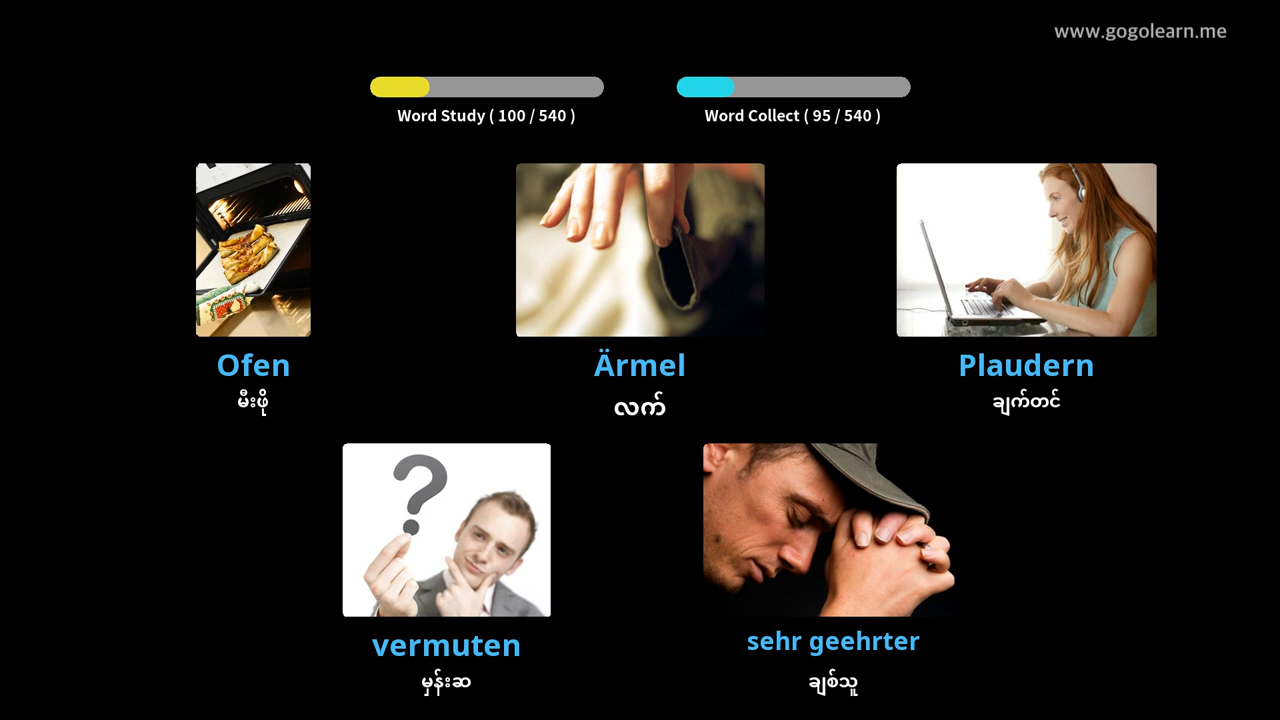 www.gogolearn.me
Word Study ( 100 / 540 )
Word Collect ( 95 / 540 )
Ofen
မီးဖို
Ärmel
လက်
Plaudern
ချက်တင်
vermuten
မှန်းဆ
sehr geehrter
ချစ်သူ